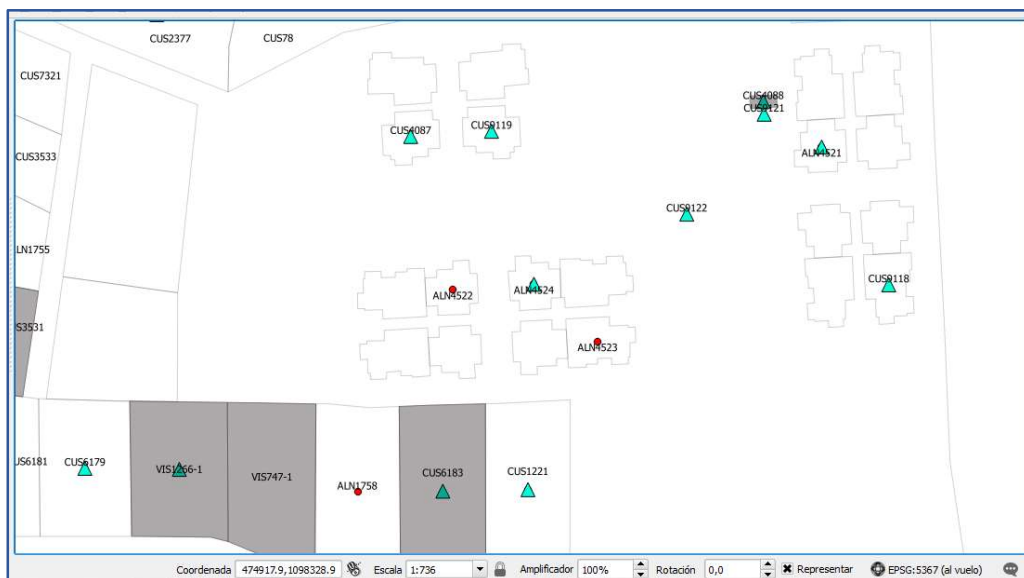 CUS2377
CUS78
CUS7321
CUS4088
CUS9121
CUS4087
CUS9119
CUS3533
ALN4521
CUS9122
LN1755
CUS9118
ALN4522
ALN4524
S3531
ALN4523
JS6181
CUS6179
VIS1266-1
VIS747-1
ALN1758
CUS6183
CUS1221
Coordenada 474917.9,1098328.9 Escala 1:736 Amplificador 100% Rotación 0,0 Representar EPSG:5367 (al vuelo)